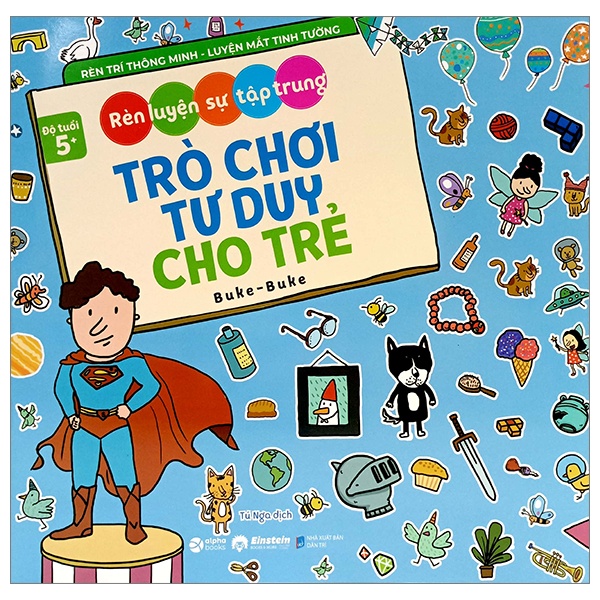 RÈN TRÍ THÔNG MINH - LUYỆN MẮT TINH TƯỜNG
Độ tuổi
5+
Rèn luyện sự tập trung
TRÒ CHƠI
TƯ DUY
CHO TRẺ
Buke-Buke
S
Tú Nga dịch
alpha
books
Einstein
NHÀ XUẤT BẢN
DÂN TRÍ